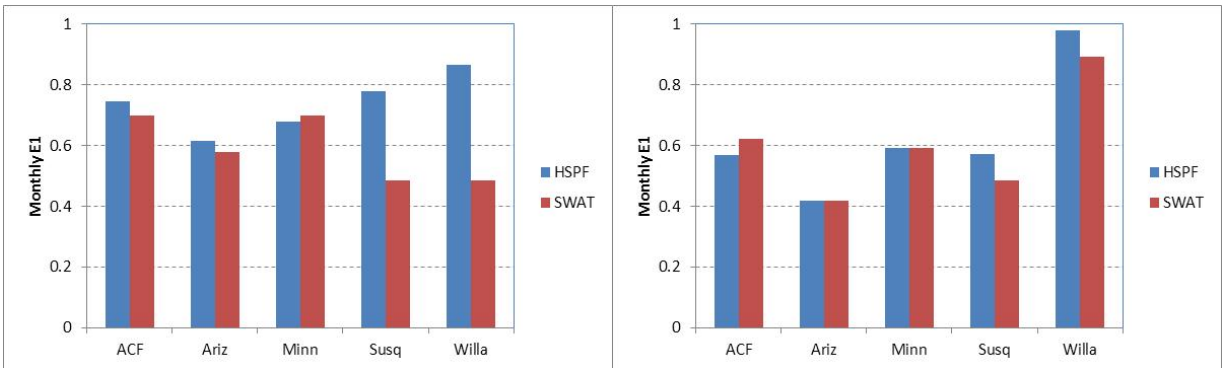 1
0.8
0.6
0.4
0.2
0
Monthly E1
ACF Ariz Minn Susq Willa
HSPF
SWAT
1
0.8
0.6
0.4
0.2
0
Monthly E1
ACF Ariz Minn Susq Willa
HSPF
SWAT